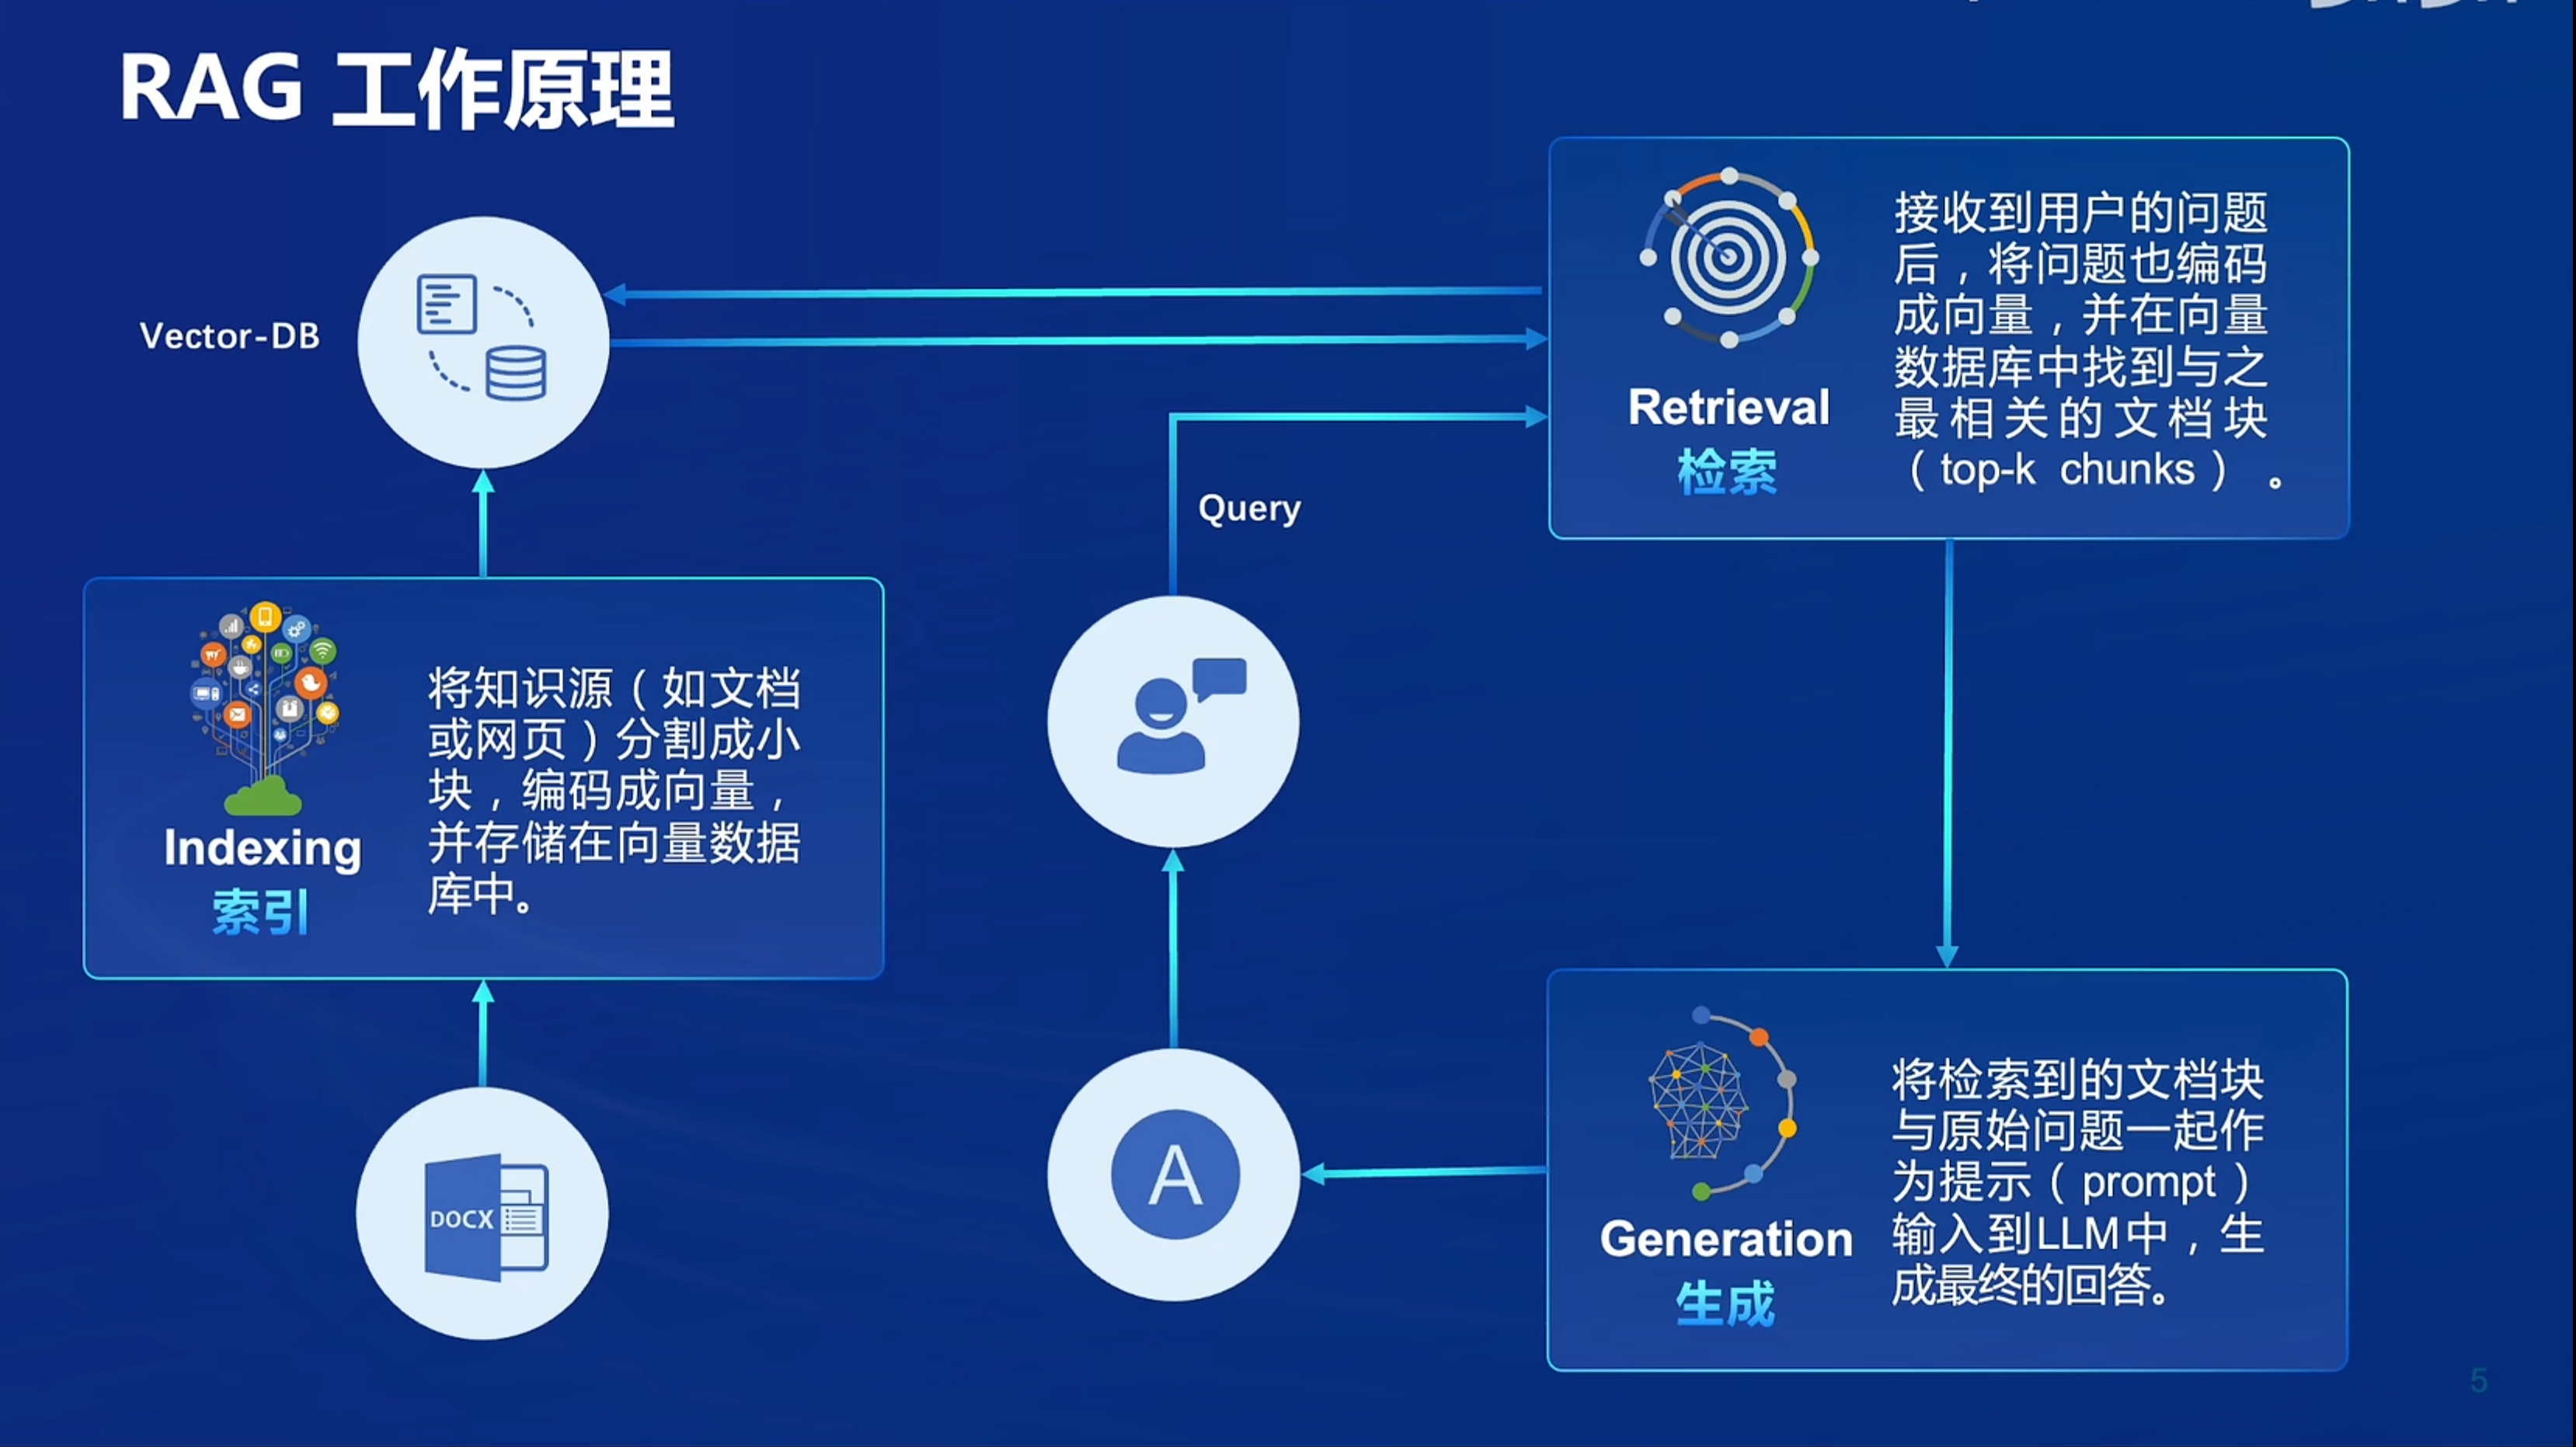 RAG 工作原理
Vector-DB
接收到用户的问题
后，将问题也编码
成向量，并在向量
数据库中找到与之
最相关的文档块
（top-k chunks）。
Retrieval
检索
Query
将知识源（如文档
或网页）分割成小
块，编码成向量，
并存储在向量数据
库中。
Indexing
索引
DOCX
A
将检索到的文档块
与原始问题一起作
为提示（prompt）
输入到LLM中，生
成最终的回答。
Generation
生成
5